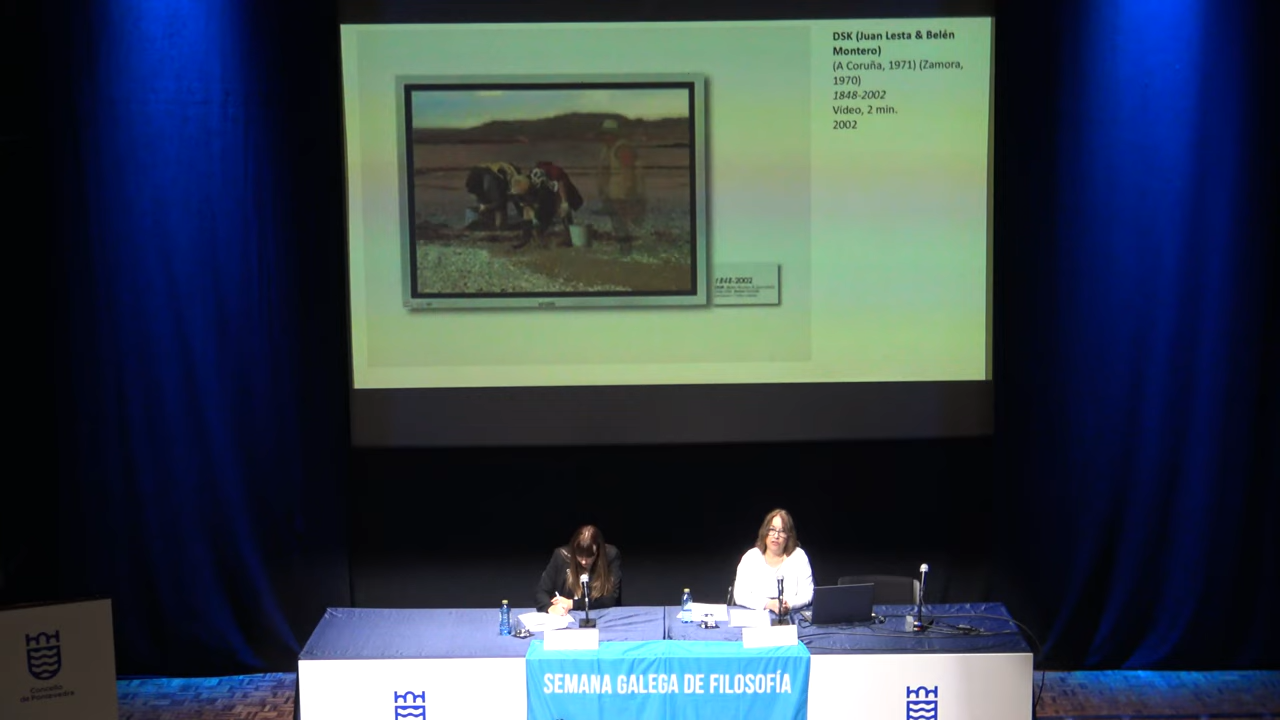 DSK (Juan Lesta & Belén
Montero)
(A Coruña, 1971) (Zamora,
1970)
1848-2002
Vídeo, 2 min.
2002
1848-2002
SEMANA GALEGA DE FILOSOFÍA
Concello
de Pontevedra